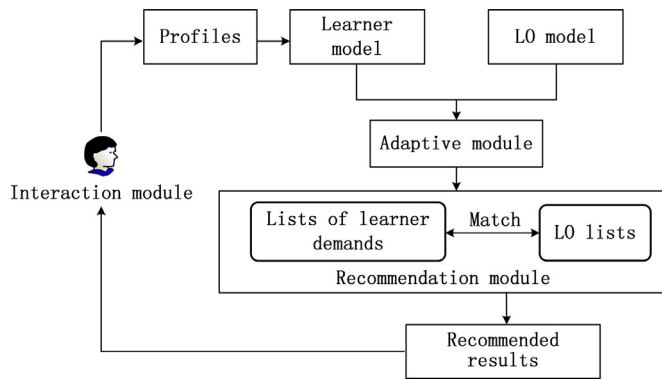 Profiles
Learner
model
LO model
Adaptive module
Interaction module
Lists of learner
demands
Match
LO lists
Recommendation module
Recommended
results